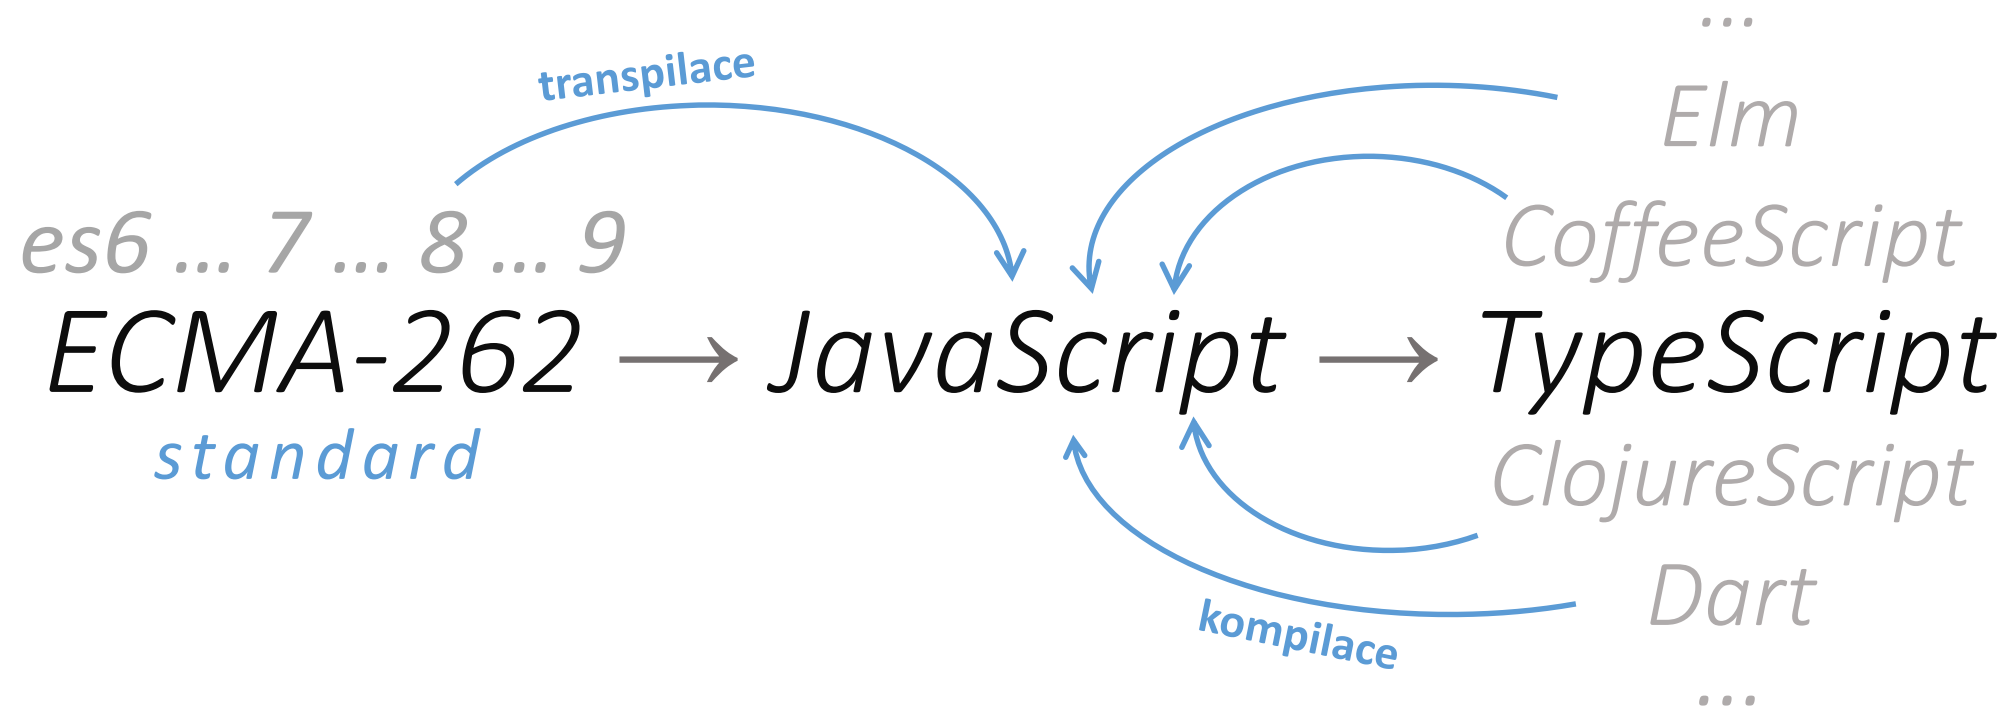 ...
Elm
transpilace
CoffeeScript
es6 ... 7 ... 8 ... 9
ECMA-262 → JavaScript → TypeScript
standard
ClojureScript
Dart
kompilace
...